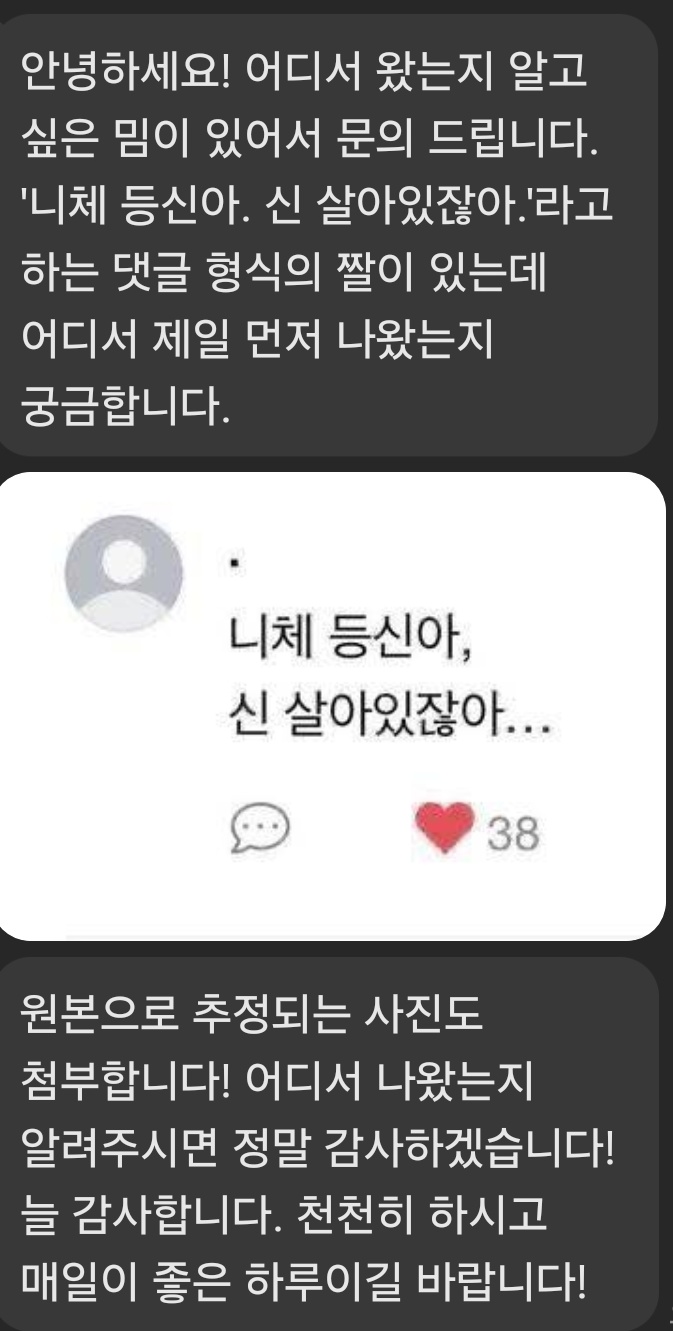 안녕하세요! 어디서 왔는지 알고
싶은 밈이 있어서 문의 드립니다.
'니체 등신아. 신 살아있잖아.'라고
하는 댓글 형식의 짤이 있는데
어디서 제일 먼저 나왔는지
궁금합니다.
.
니체 등신아,
신 살아있잖아...
38
원본으로 추정되는 사진도
첨부합니다! 어디서 나왔는지
알려주시면 정말 감사하겠습니다!
늘 감사합니다. 천천히 하시고
매일이 좋은 하루이길 바랍니다!